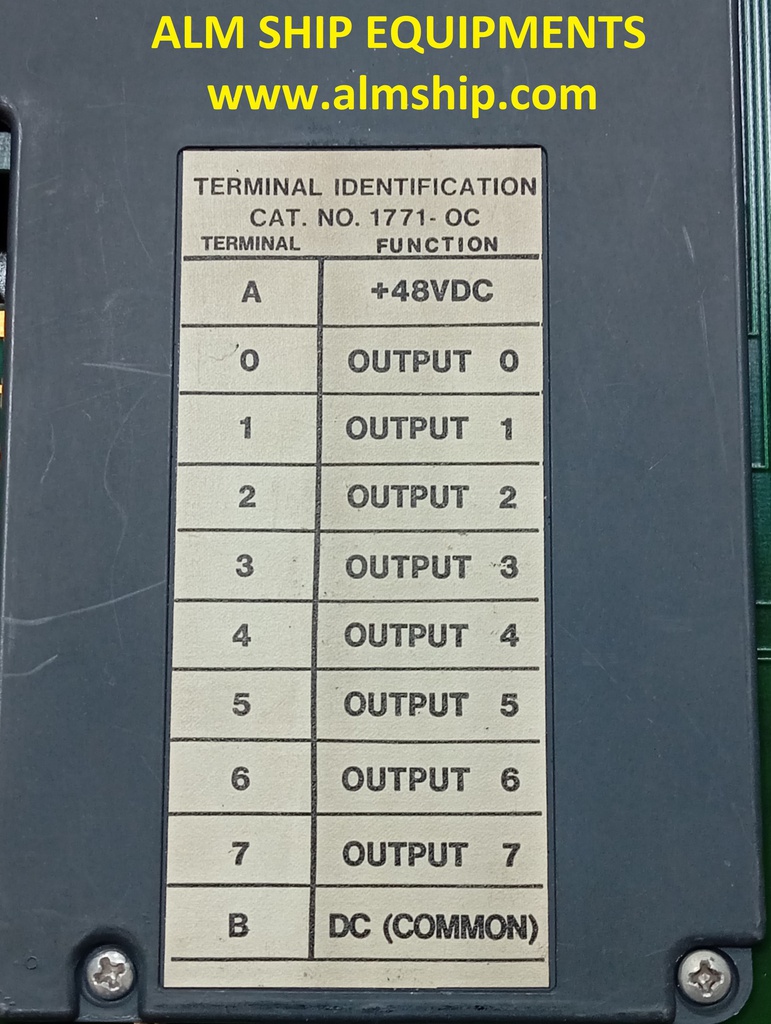 ALM SHIP EQUIPMENTS
www.almship.com
TERMINAL IDENTIFICATION
CAT. NO. 1771- OC
TERMINAL FUNCTION
A +48VDC
0 OUTPUT 0
1 OUTPUT 1
2 OUTPUT 2
3 OUTPUT 3
4 OUTPUT 4
5 OUTPUT 5
6 OUTPUT 6
7 OUTPUT 7
B DC (COMMON)